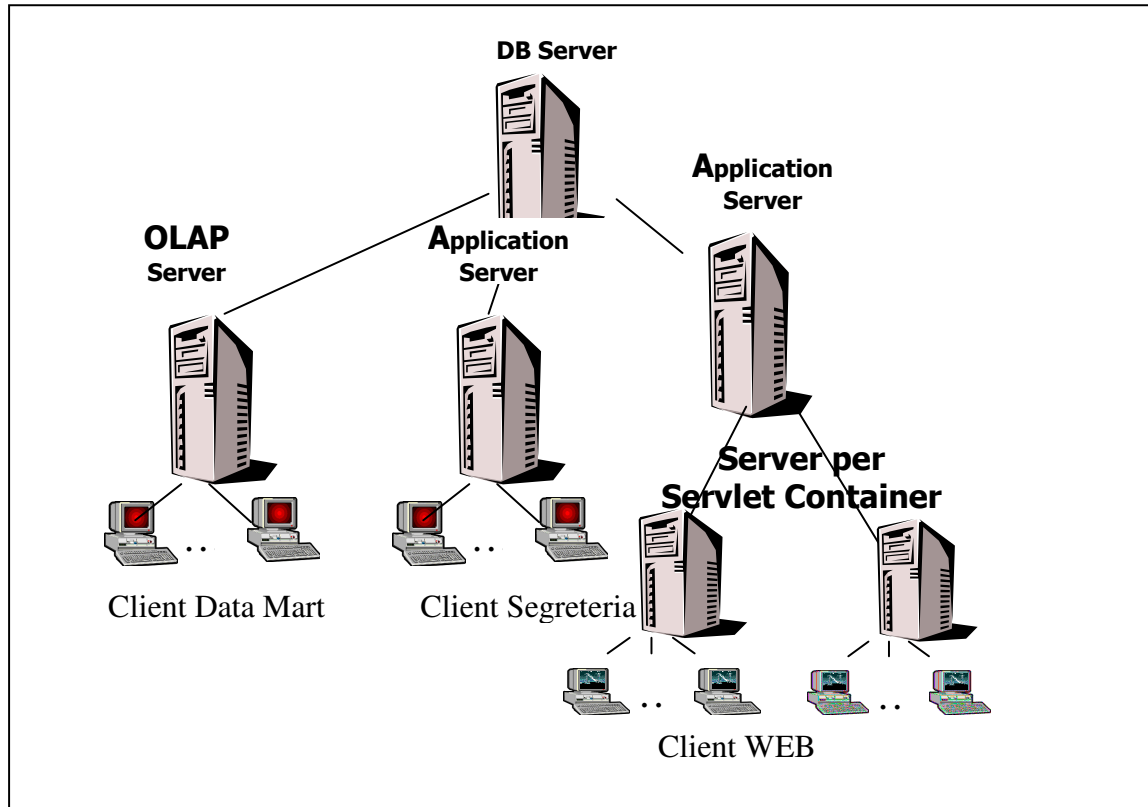 DB Server
Application
Server
OLAP
Server
Application
Server
Server per
Servlet Container
. .
. .
Client Data Mart
Client Segreteria
. .
. .
Client WEB